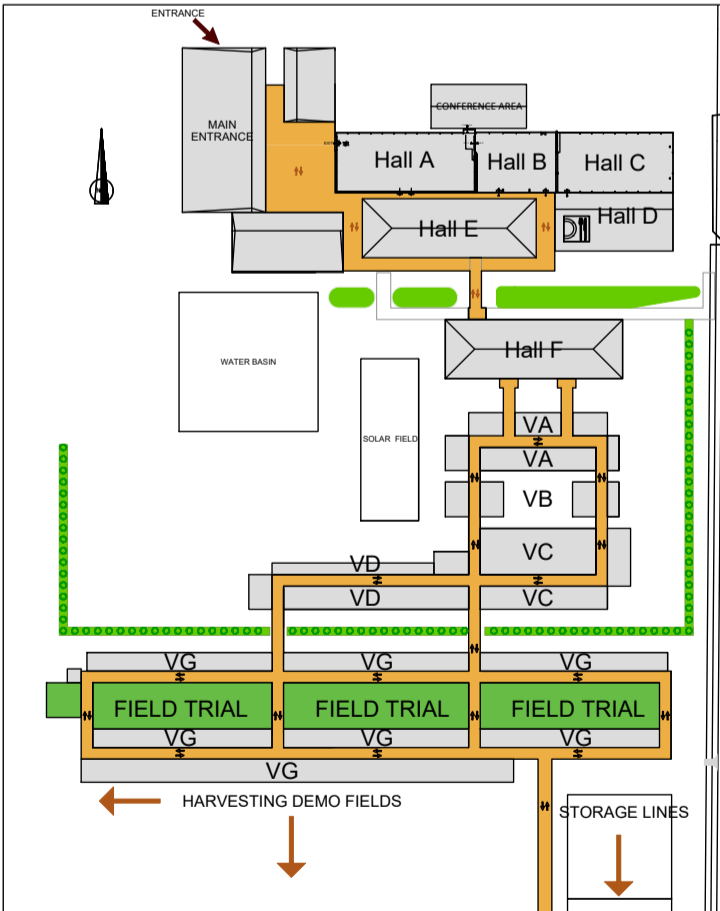 ENTRANCE
MAIN
ENTRANCE
CONFERENCE AREA
Hall A
Hall B
Hall C
Hall D
Hall E
Hall F
WATER BASIN
SOLAR FIELD
VA
VA
VB
VC
VD
VD
VC
VG
VG
VG
FIELD TRIAL
FIELD TRIAL
FIELD TRIAL
VG
VG
VG
VG
HARVESTING DEMO FIELDS
STORAGE LINES